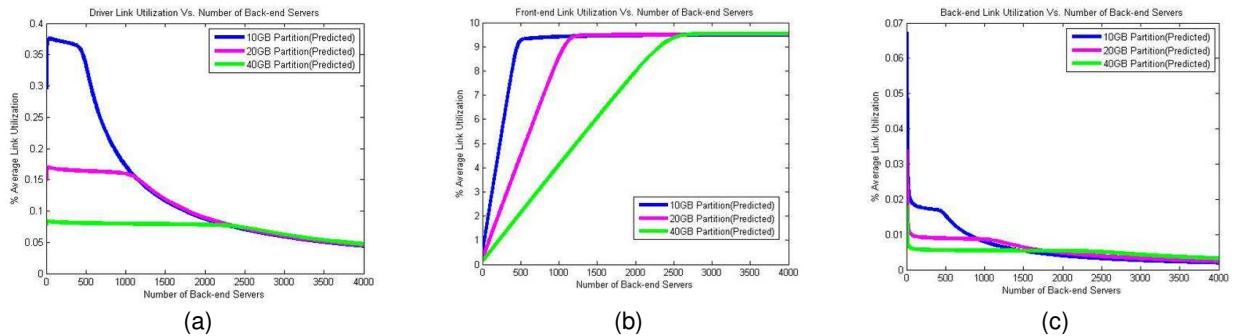 Driver Link Utilization Vs. Number of Back-end Servers
0.4
0.35
0.3
0.25
0.2
0.15
0.1
0.05
0
% Average Link Utilization
10GB Partition(Predicted)
20GB Partition(Predicted)
40GB Partition(Predicted)
0 500 1000 1500 2000 2500 3000 3500 4000
Number of Back-end Servers
(a)
Front-end Link Utilization Vs. Number of Back-end Servers
10
9
8
7
6
5
4
3
2
1
0
% Average Link Utilization
10GB Partition(Predicted)
20GB Partition(Predicted)
40GB Partition(Predicted)
0 500 1000 1500 2000 2500 3000 3500 4000
Number of Back-end Servers
(b)
Back-end Link Utilization Vs. Number of Back-end Servers
0.07
0.06
0.05
0.04
0.03
0.02
0.01
0
% Average Link Utilization
10GB Partition(Predicted)
20GB Partition(Predicted)
40GB Partition(Predicted)
0 500 1000 1500 2000 2500 3000 3500 4000
Number of Back-end Servers
(c)